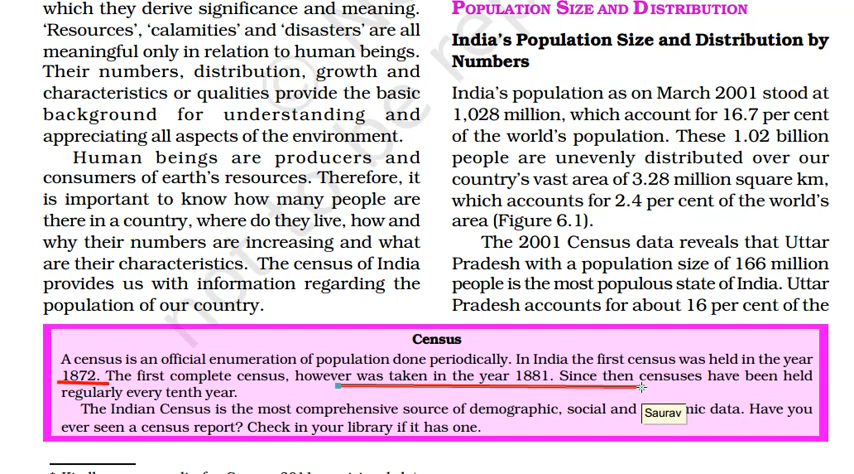 which they derive significance and meaning.
‘Resources’, ‘calamities’ and ‘disasters’ are all
meaningful only in relation to human beings.
Their numbers, distribution, growth and
characteristics or qualities provide the basic
background for understanding and
appreciating all aspects of the environment.
Human beings are producers and
consumers of earth’s resources. Therefore, it
is important to know how many people are
there in a country, where do they live, how and
why their numbers are increasing and what
are their characteristics. The census of India
provides us with information regarding the
population of our country.
POPULATION SIZE AND DISTRIBUTION
India’s Population Size and Distribution by
Numbers
India’s population as on March 2001 stood at
1,028 million, which account for 16.7 per cent
of the world’s population. These 1.02 billion
people are unevenly distributed over our
country’s vast area of 3.28 million square km,
which accounts for 2.4 per cent of the world’s
area (Figure 6.1).
The 2001 Census data reveals that Uttar
Pradesh with a population size of 166 million
people is the most populous state of India. Uttar
Pradesh accounts for about 16 per cent of the
Census
A census is an official enumeration of population done periodically. In India the first census was held in the year
1872. The first complete census, however was taken in the year 1881. Since then censuses have been held
regularly every tenth year.
The Indian Census is the most comprehensive source of demographic, social and Saurav nic data. Have you
ever seen a census report? Check in your library if it has one.
not to be rep